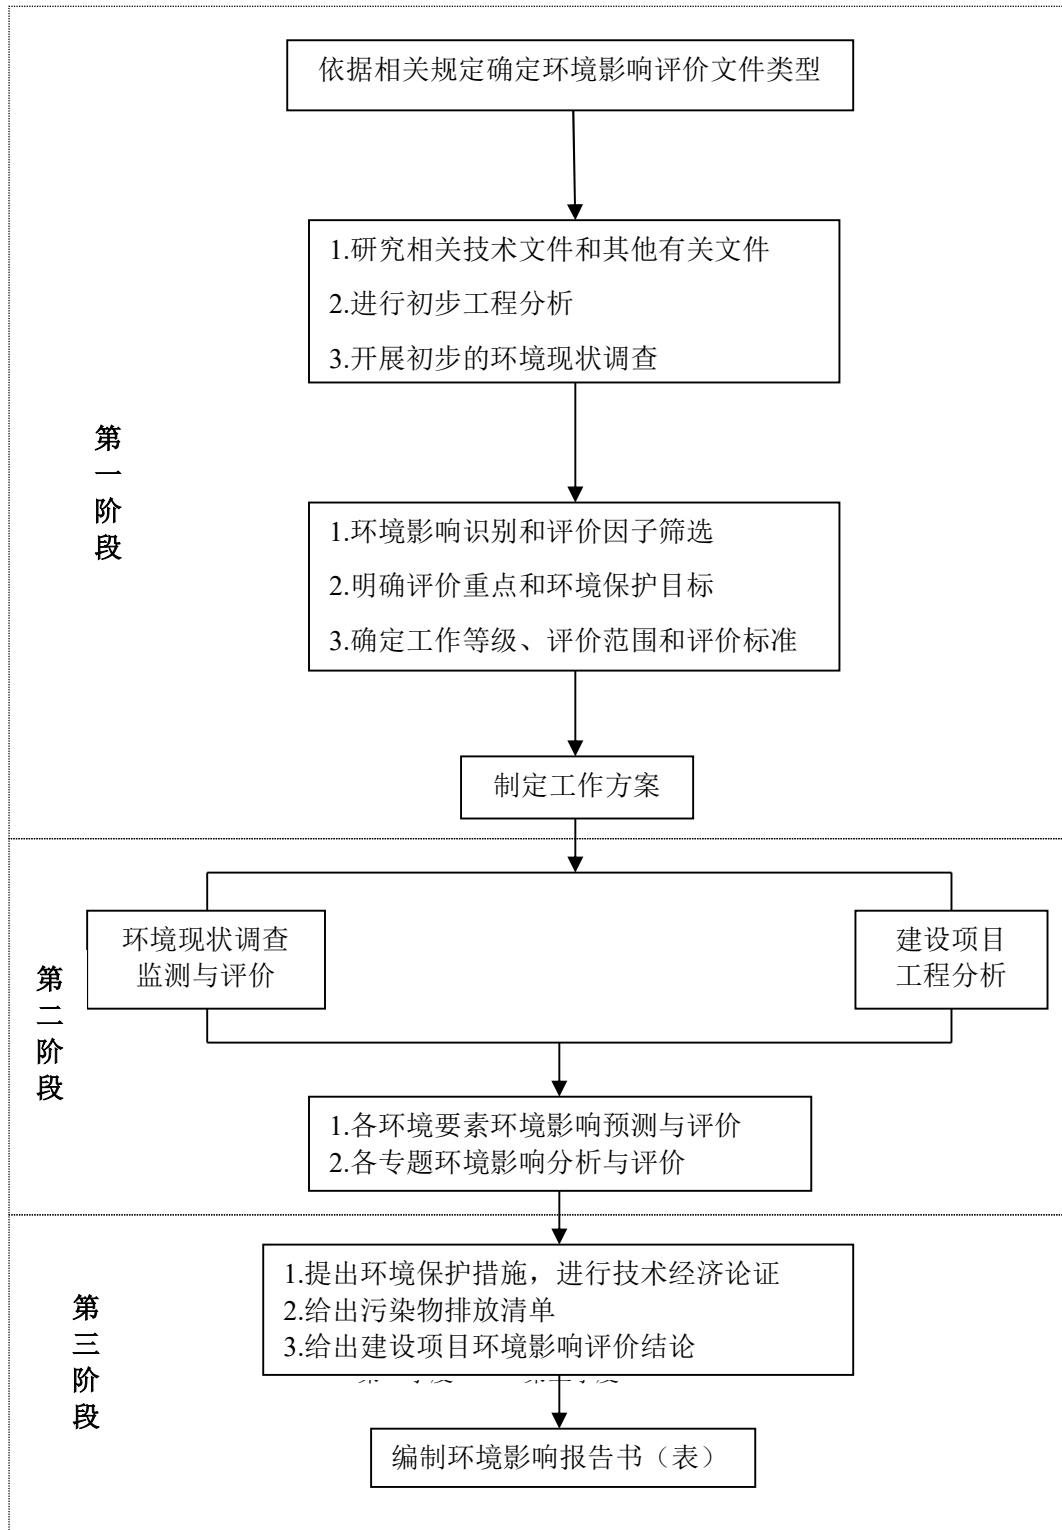 依据相关规定确定环境影响评价文件类型
1.研究相关技术文件和其他有关文件
2.进行初步工程分析
3.开展初步的环境现状调查
第
一
阶
段
1.环境影响识别和评价因子筛选
2.明确评价重点和环境保护目标
3.确定工作等级、评价范围和评价标准
制定工作方案
第
二
阶
段
环境现状调查
监测与评价
建设项目
工程分析
1.各环境要素环境影响预测与评价
2.各专题环境影响分析与评价
第
三
阶
段
1.提出环境保护措施，进行技术经济论证
2.给出污染物排放清单
3.给出建设项目环境影响评价结论
编制环境影响报告书（表）